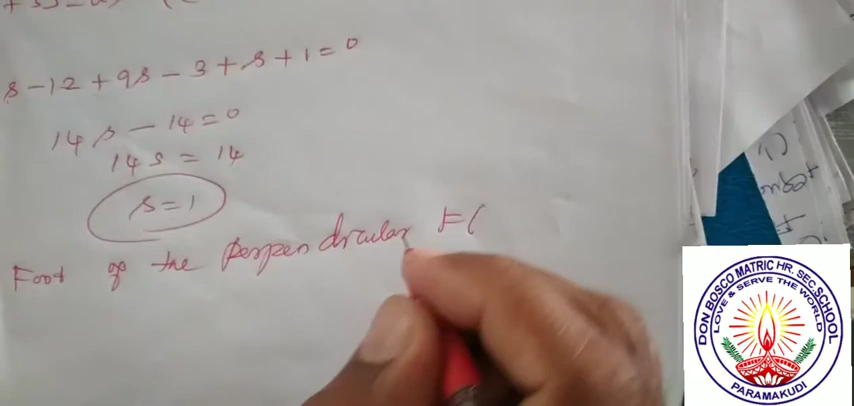 s - 12 + 9s - 3 + s + 1 = 0
14s - 14 = 0
14s = 14
s = 1
Foot of the perpendicular F(
DON BOSCO MATRIC HR. SEC. SCHOOL
LOVE & SERVE THE WORLD
PARAMAKUDI